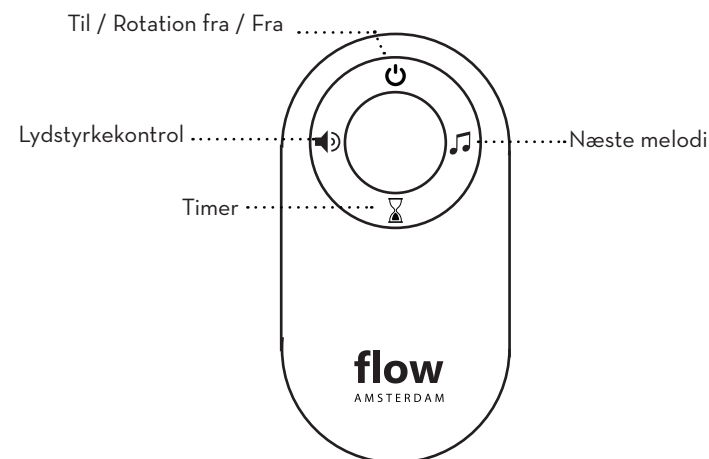 Til / Rotation fra / Fra
Lydstyrkekontrol
Næste melodi
Timer
flow
AMSTERDAM